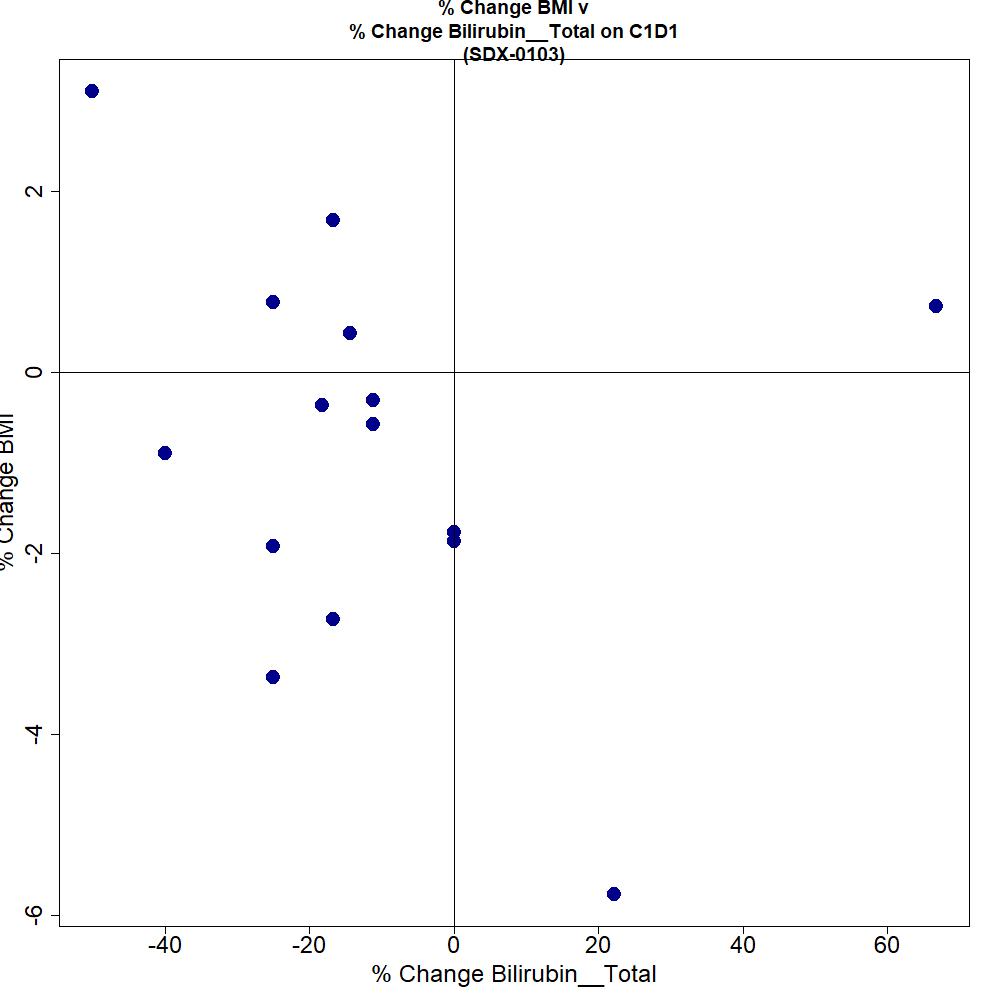 % Change BMI v
% Change Bilirubin__Total on C1D1
(SDX-0103)
% Change BMI
2
0
-2
-4
-6
-40
-20
0
20
40
60
% Change Bilirubin__Total